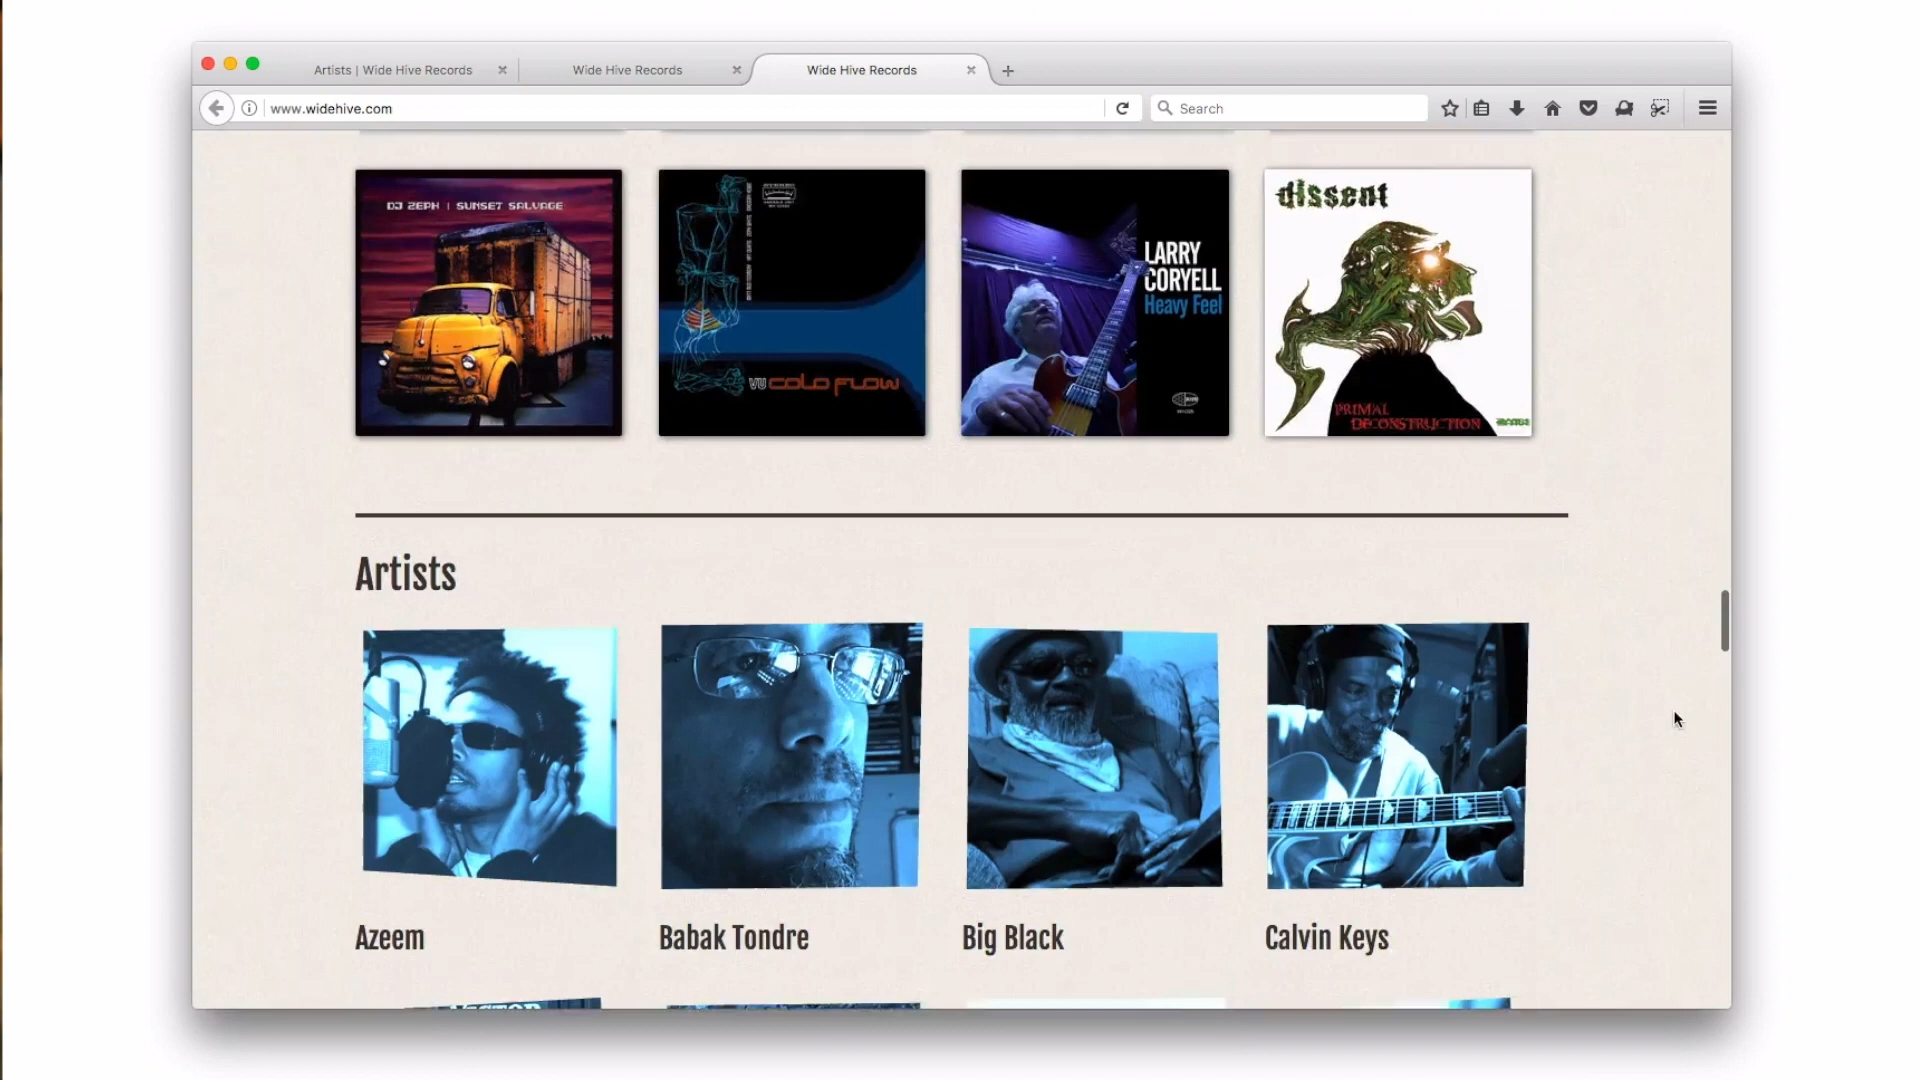 Artists | Wide Hive Records
Wide Hive Records
Wide Hive Records
www.widehive.com
Search
DJ ZEPH | SUNSET SALVAGE
VU COLD FLOW
LARRY
CORYELL
Heavy Feel
dissent
PRIMAL
DECONSTRUCTION
Artists
Azeem
Babak Tondre
Big Black
Calvin Keys